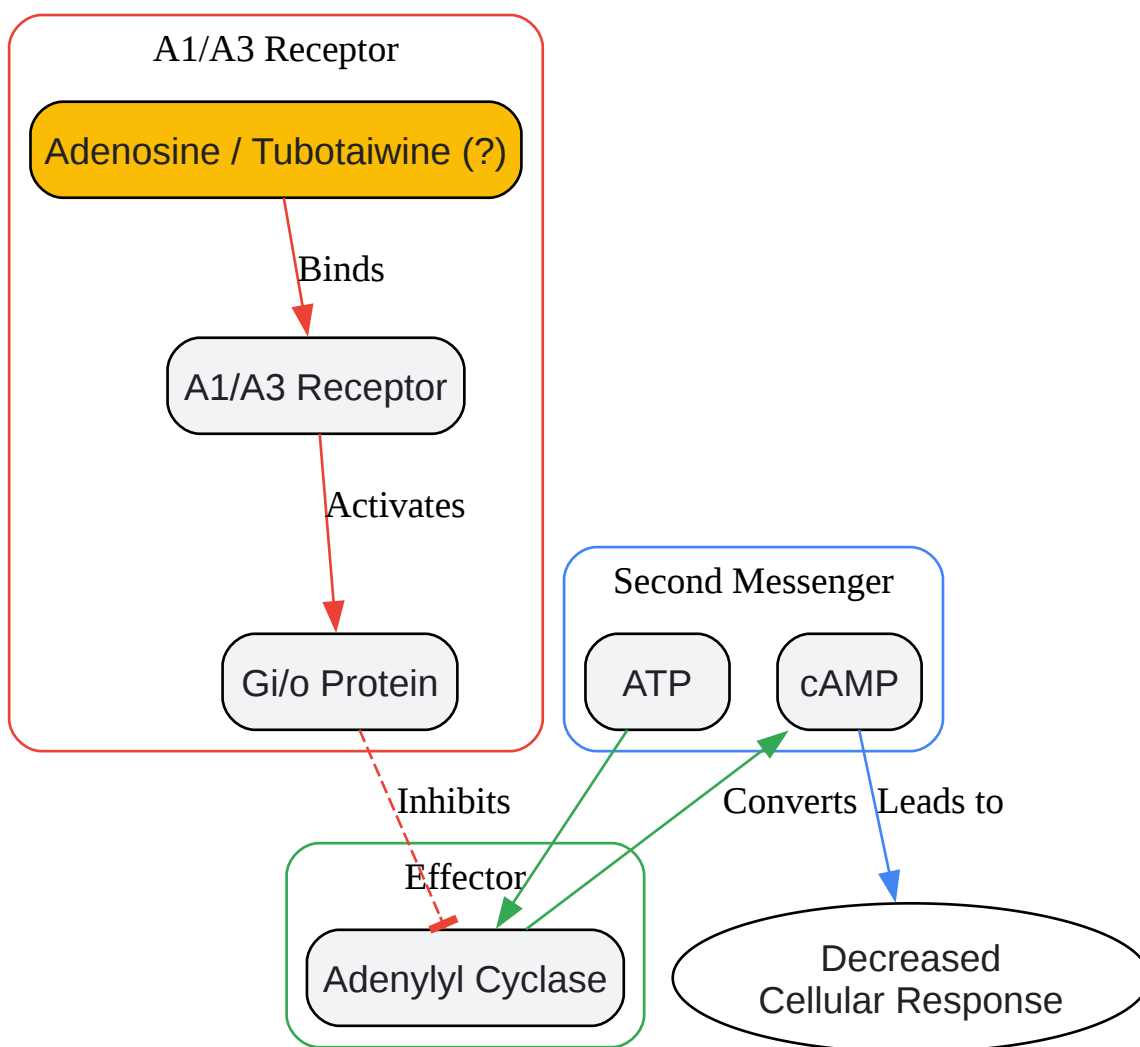 A1/A3 Receptor
Adenosine / Tubotaiwine (?)
Binds
A1/A3 Receptor
Activates
Second Messenger
Gi/o Protein
ATP
cAMP
Inhibits
Converts
Leads to
Effector
Adenylyl Cyclase
Decreased
Cellular Response